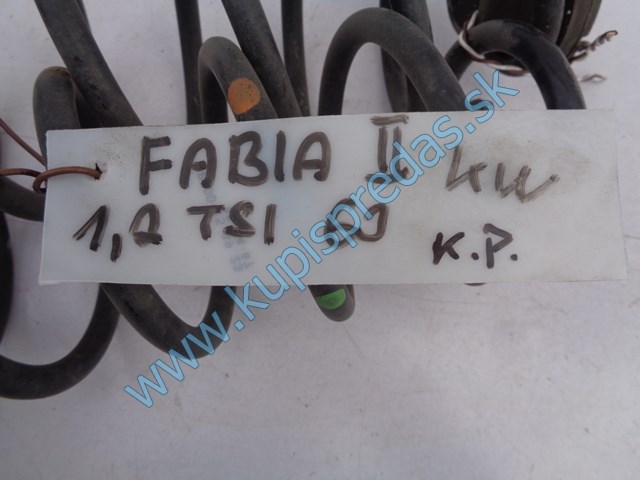 FABIA II kW
1,2 TSI
K.P.
www.kupispredas.sk